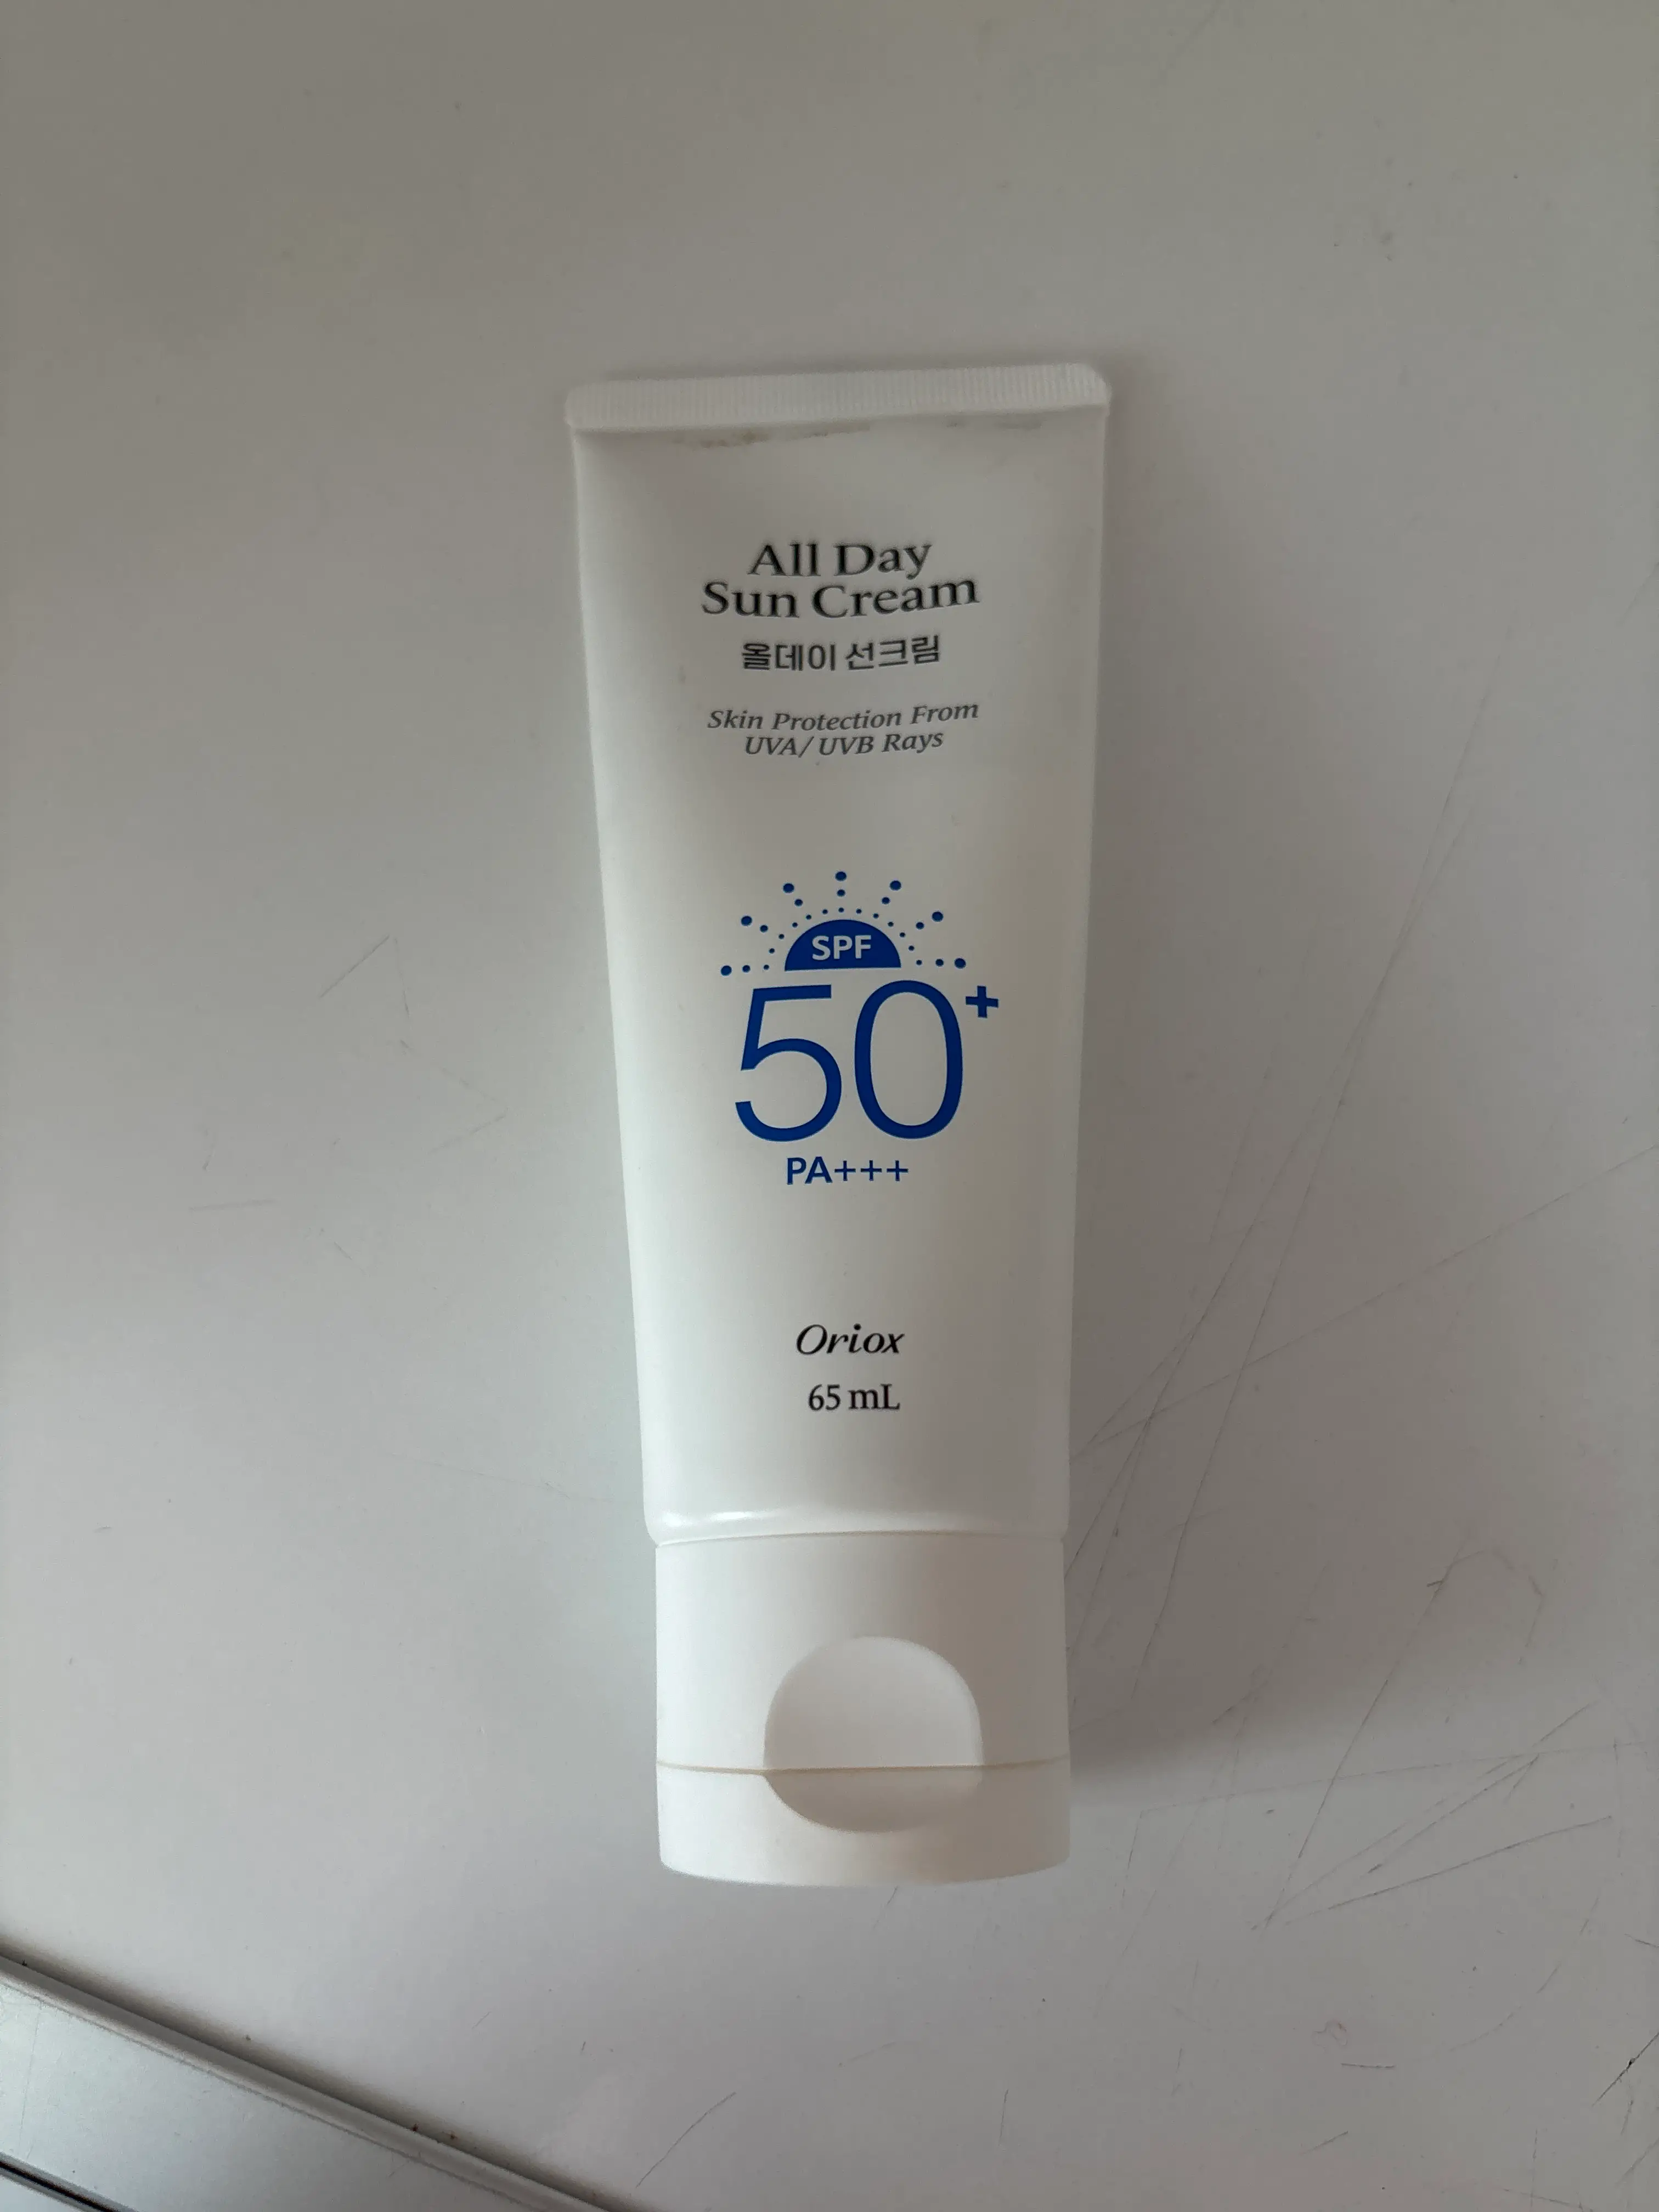 All Day
Sun Cream
올데이 선크림
Skin Protection From
UVA/ UVB Rays
SPF
50+
PA+++
Oriox
65 mL